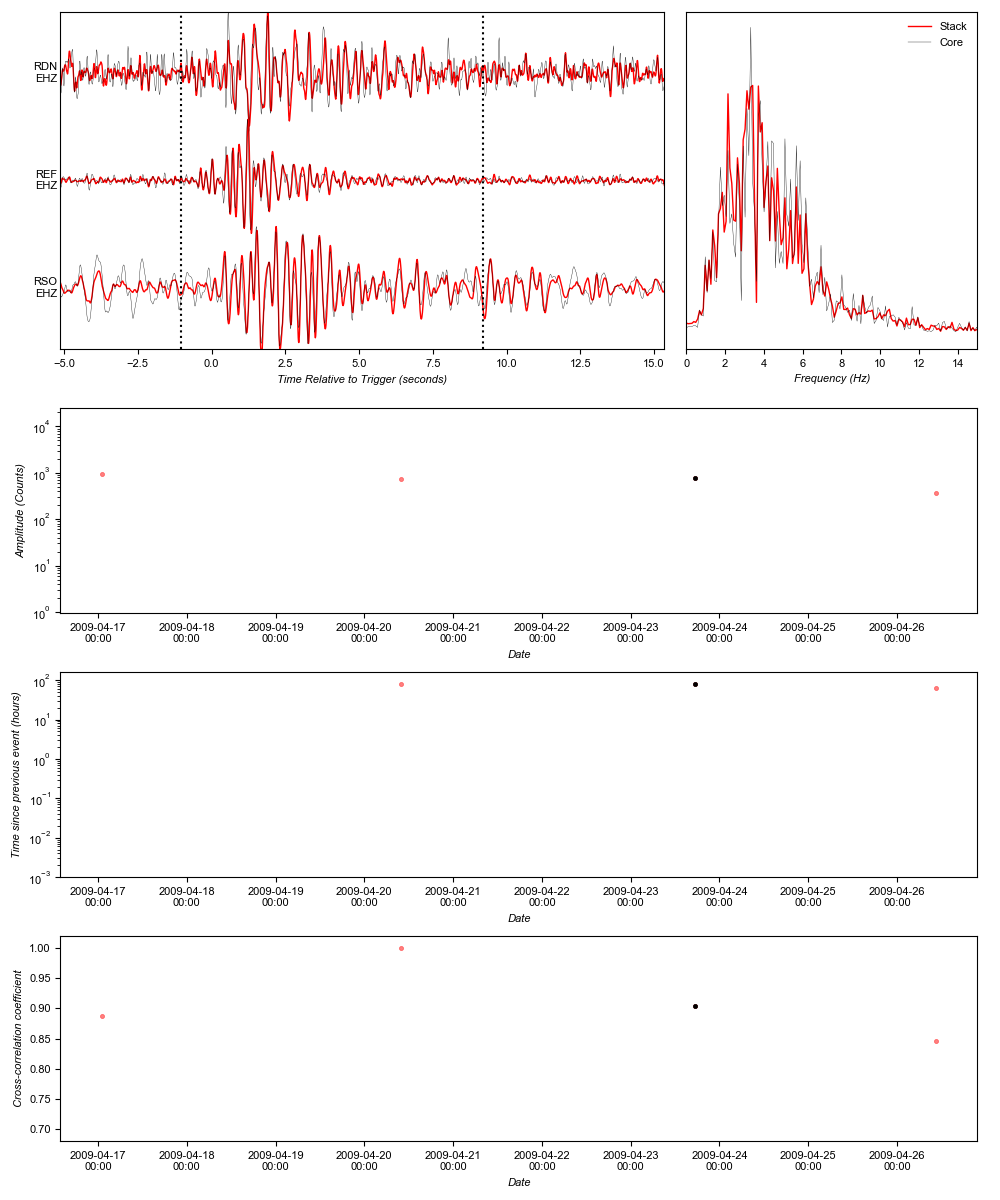 RDN
EHZ
REF
EHZ
RSO
EHZ
−5.0 −2.5 0.0 2.5 5.0 7.5 10.0 12.5 15.0
Time Relative to Trigger (seconds)
Stack
Core
0 2 4 6 8 10 12 14
Frequency (Hz)
10^4
10^3
10^2
10^1
10^0
Amplitude (Counts)
2009-04-17 2009-04-18 2009-04-19 2009-04-20 2009-04-21 2009-04-22 2009-04-23 2009-04-24 2009-04-25 2009-04-26
00:00 00:00 00:00 00:00 00:00 00:00 00:00 00:00 00:00 00:00
Date
10^2
10^1
10^0
10^−1
10^−2
10^−3
Time since previous event (hours)
2009-04-17 2009-04-18 2009-04-19 2009-04-20 2009-04-21 2009-04-22 2009-04-23 2009-04-24 2009-04-25 2009-04-26
00:00 00:00 00:00 00:00 00:00 00:00 00:00 00:00 00:00 00:00
Date
1.00
0.95
0.90
0.85
0.80
0.75
0.70
Cross-correlation coefficient
2009-04-17 2009-04-18 2009-04-19 2009-04-20 2009-04-21 2009-04-22 2009-04-23 2009-04-24 2009-04-25 2009-04-26
00:00 00:00 00:00 00:00 00:00 00:00 00:00 00:00 00:00 00:00
Date